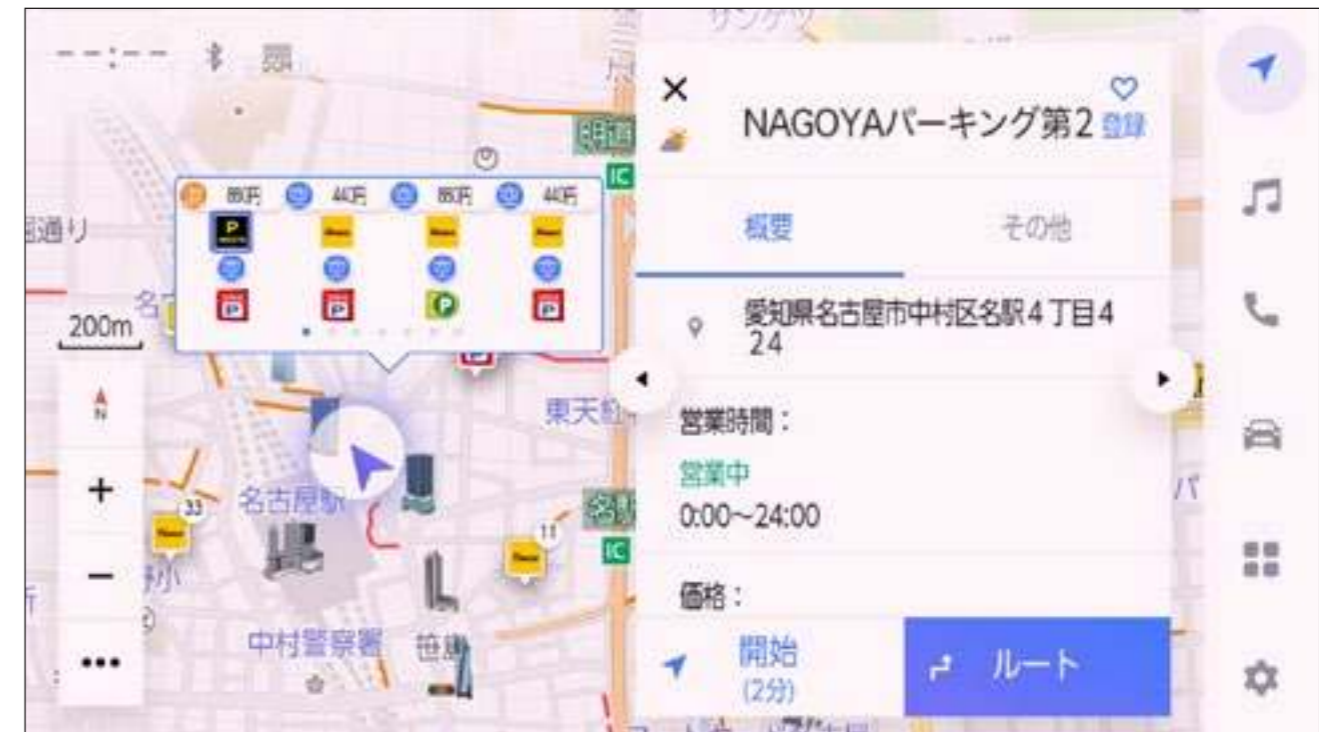 --:--
NAGOYAパーキング第2
登録
概要
その他
愛知県名古屋市中村区名駅4丁目4
24
営業時間：
営業中
0:00～24:00
価格：
開始
(2分)
ルート
440円
440円
P
P
P
P
P
IC
200m
N
東天紅
名古屋駅
33
11
IC
中村警察署
笹島